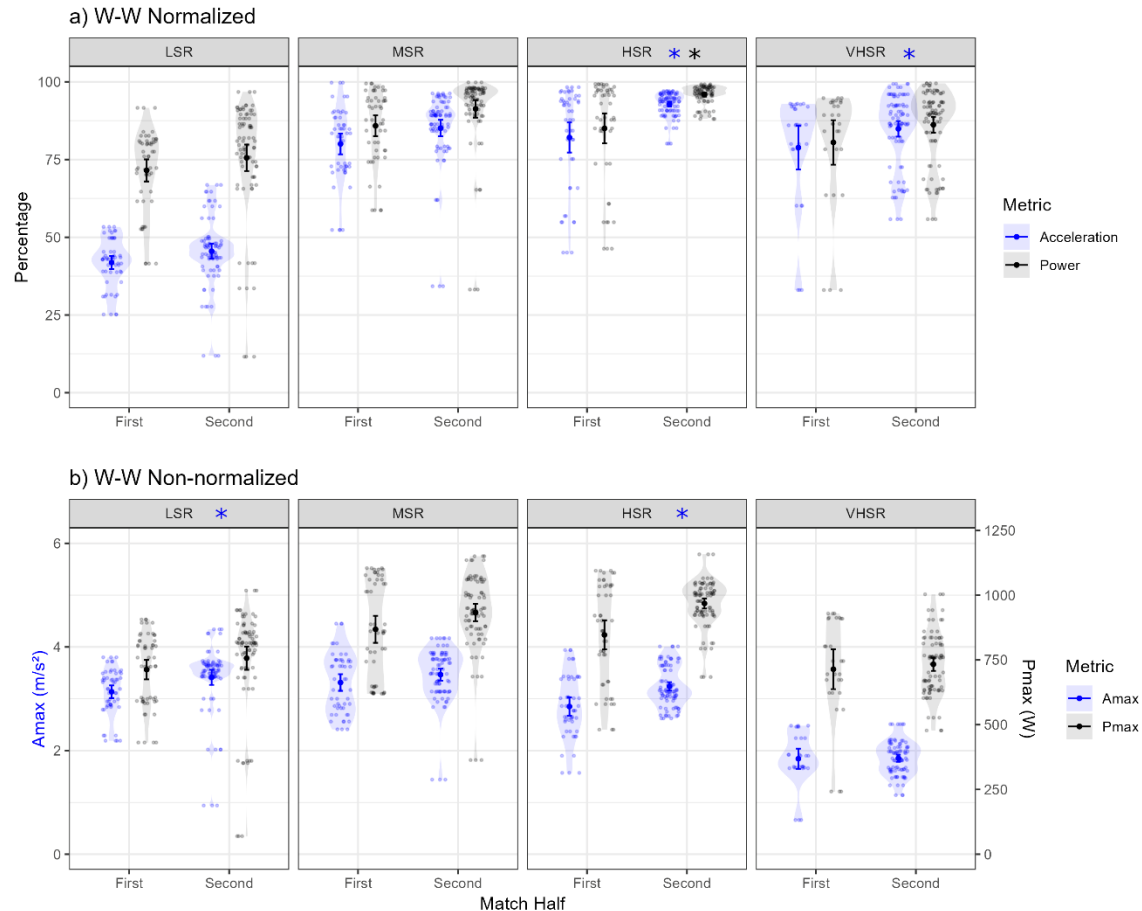 a) W-W Normalized
LSR
MSR
HSR * *
VHSR *
100
75
50
25
0
Percentage
First Second
First Second
First Second
First Second
Metric
Acceleration
Power
b) W-W Non-normalized
LSR *
MSR
HSR *
VHSR
6
4
2
0
Amax (m/s²)
1250
1000
750
500
250
0
Pmax (W)
First Second
First Second
First Second
First Second
Match Half
Metric
Amax
Pmax